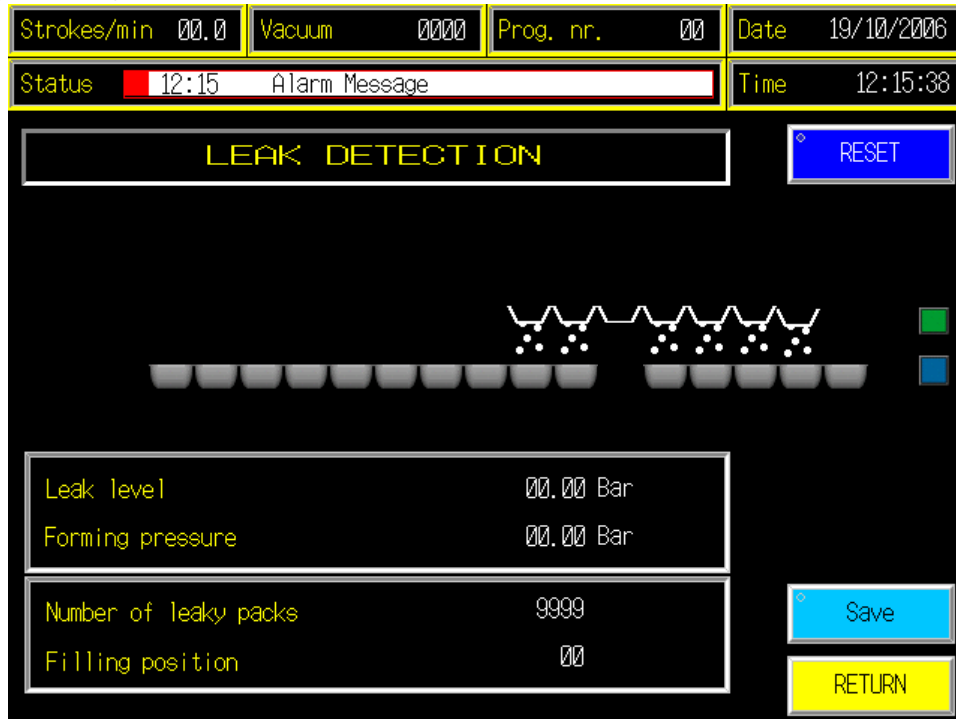 Strokes/min 00.0 Vacuum 0000 Prog. nr. 00 Date 19/10/2006
Status 12:15 Alarm Message Time 12:15:38
LEAK DETECTION RESET
Leak level 00.00 Bar
Forming pressure 00.00 Bar
Number of leaky packs 9999
Save
Filling position 00
RETURN